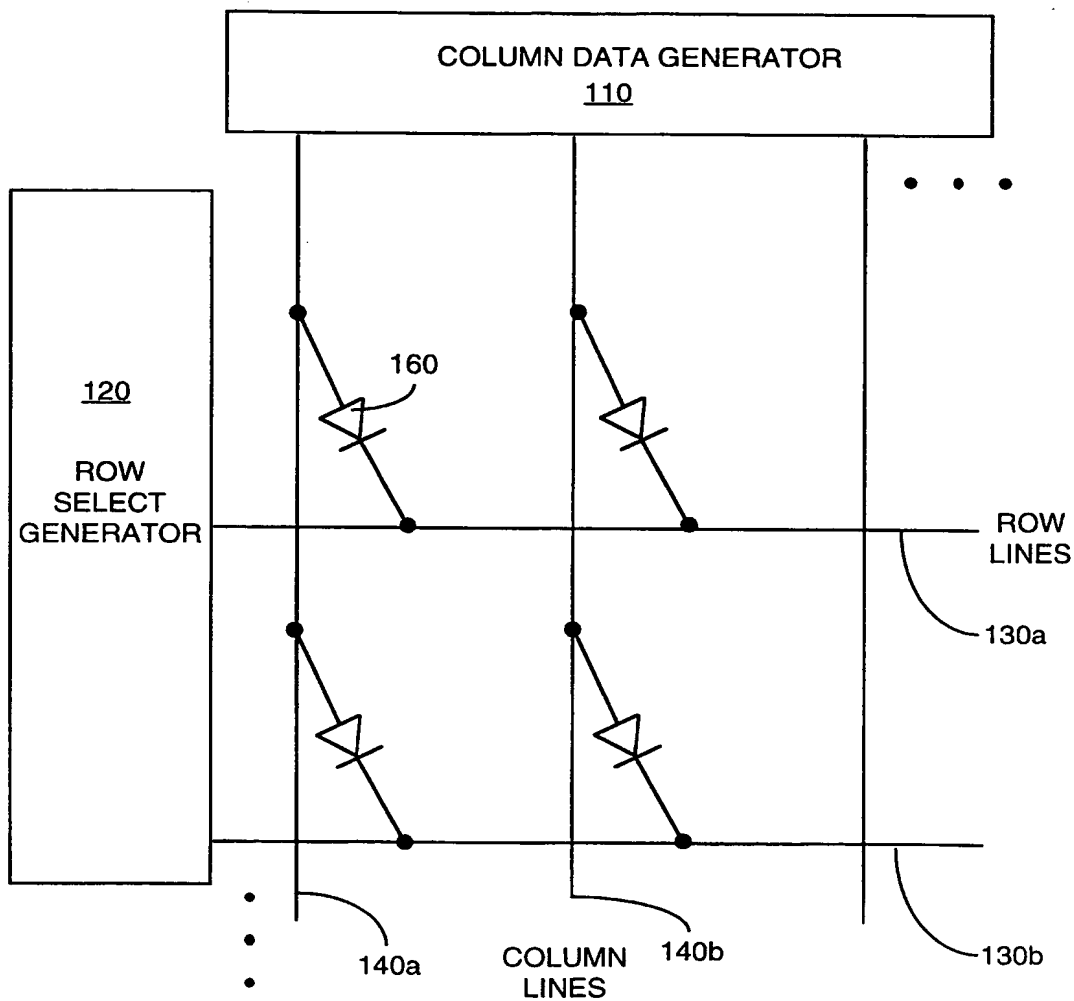 COLUMN DATA GENERATOR
110
160
120
ROW
SELECT
GENERATOR
ROW
LINES
130a
140a
COLUMN
LINES
140b
130b